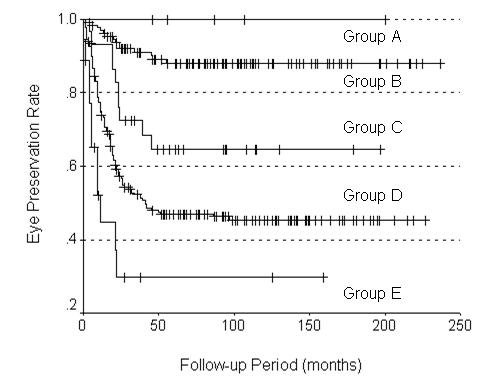 1.0
Group A
Group B
.8
Group C
.6
Group D
.4
Group E
.2
0 50 100 150 200 250
Eye Preservation Rate
Follow-up Period (months)